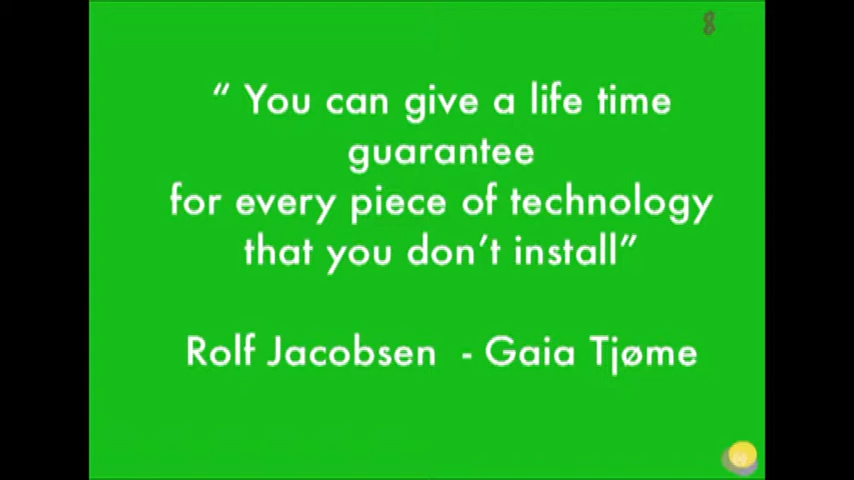 8
“ You can give a life time
guarantee
for every piece of technology
that you don’t install”
Rolf Jacobsen - Gaia Tjøme